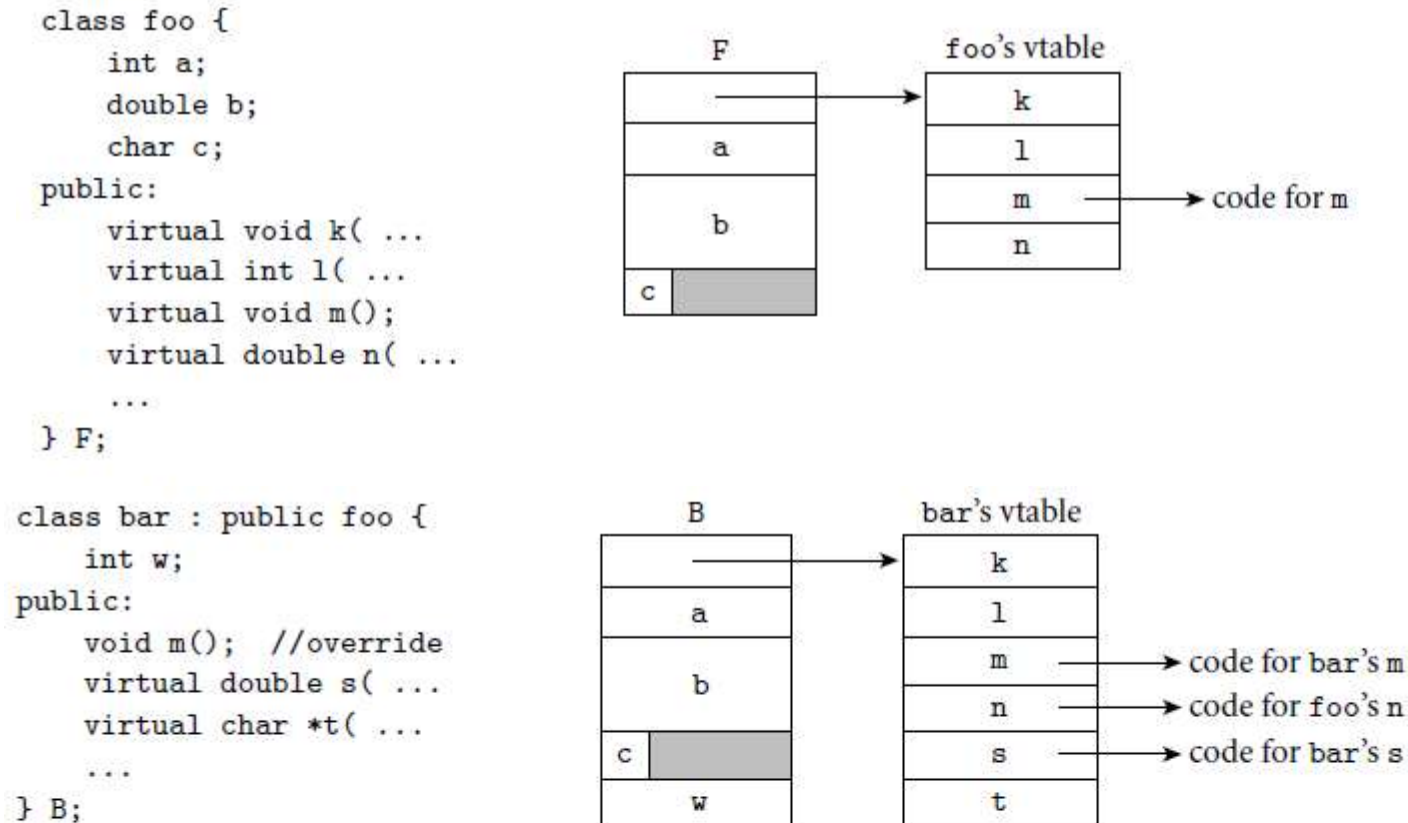 class foo {
int a;
double b;
char c;
public:
virtual void k( ...
virtual int l( ...
virtual void m();
virtual double n( ...
...
} F;
F
a
b
c
foo's vtable
k
l
m
n
code for m
class bar : public foo {
int w;
public:
void m(); //override
virtual double s( ...
virtual char *t( ...
...
} B;
B
a
b
c
w
bar's vtable
k
l
m
n
s
t
code for bar's m
code for foo's n
code for bar's s